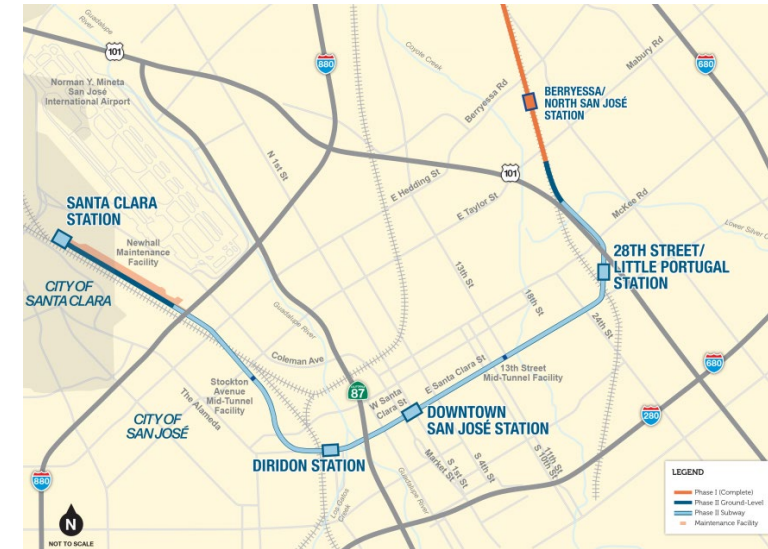 Guadalupe
River
101
880
Coyote Creek
Mabury Rd
680
Norman Y. Mineta
San José
International Airport
Berryessa Rd
BERRYESSA/
NORTH SAN JOSÉ
STATION
N 1st St
101
E Hedding St
McKee Rd
SANTA CLARA
STATION
E Taylor St
Lower Silver C
Newhall
Maintenance
Facility
13th St
28TH STREET/
LITTLE PORTUGAL
STATION
CITY OF
SANTA CLARA
18th St
24th St
Guadalupe River
Coleman Ave
E Santa Clara St
680
13th Street
Mid-Tunnel Facility
Stockton
Avenue
Mid-Tunnel
Facility
The Alameda
CALIFORNIA
87
W Santa
Clara St
CITY OF
SAN JOSÉ
DOWNTOWN
SAN JOSÉ STATION
280
DIRIDON STATION
Market St
S 1st St
S 4th St
11th St
S 10th St
880
Los Gatos
Creek
Guadalupe River
LEGEND
Phase I (Complete)
Phase II Ground-Level
Phase II Subway
Maintenance Facility
N
NOT TO SCALE